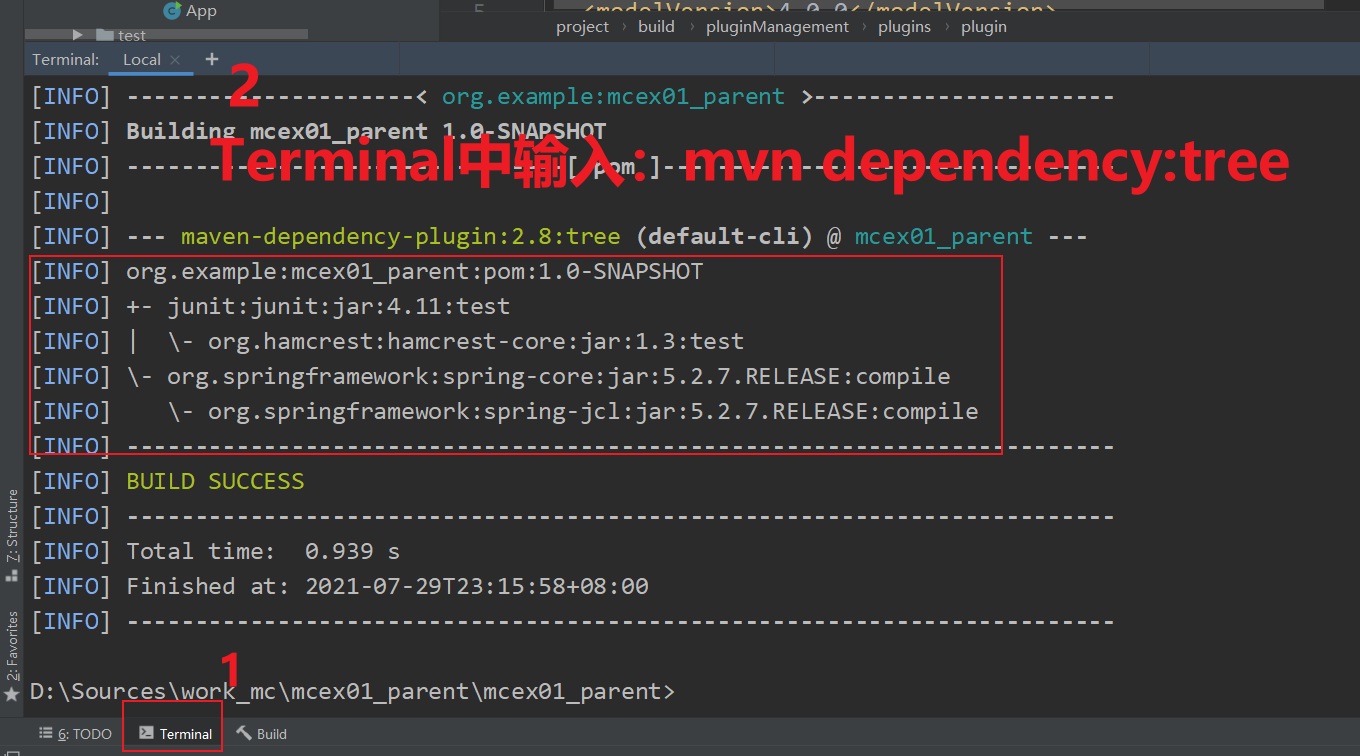 App
5 <modelVersion>4.0.0</modelVersion>
test
project › build › pluginManagement › plugins › plugin
Terminal: Local × +
2
[INFO] ---------------------< org.example:mcex01_parent >----------------------
[INFO] Building mcex01_parent 1.0-SNAPSHOT
Terminal中输入：mvn dependency:tree
[INFO] --------------------------------[ pom ]---------------------------------
[INFO]
[INFO] --- maven-dependency-plugin:2.8:tree (default-cli) @ mcex01_parent ---
[INFO] org.example:mcex01_parent:pom:1.0-SNAPSHOT
[INFO] +- junit:junit:jar:4.11:test
[INFO] |  \- org.hamcrest:hamcrest-core:jar:1.3:test
[INFO] \- org.springframework:spring-core:jar:5.2.7.RELEASE:compile
[INFO]    \- org.springframework:spring-jcl:jar:5.2.7.RELEASE:compile
[INFO] ------------------------------------------------------------------------
[INFO] BUILD SUCCESS
[INFO] ------------------------------------------------------------------------
[INFO] Total time:  0.939 s
[INFO] Finished at: 2021-07-29T23:15:58+08:00
[INFO] ------------------------------------------------------------------------
7: Structure
2: Favorites
1
D:\Sources\work_mc\mcex01_parent\mcex01_parent>
6: TODO
Terminal
Build